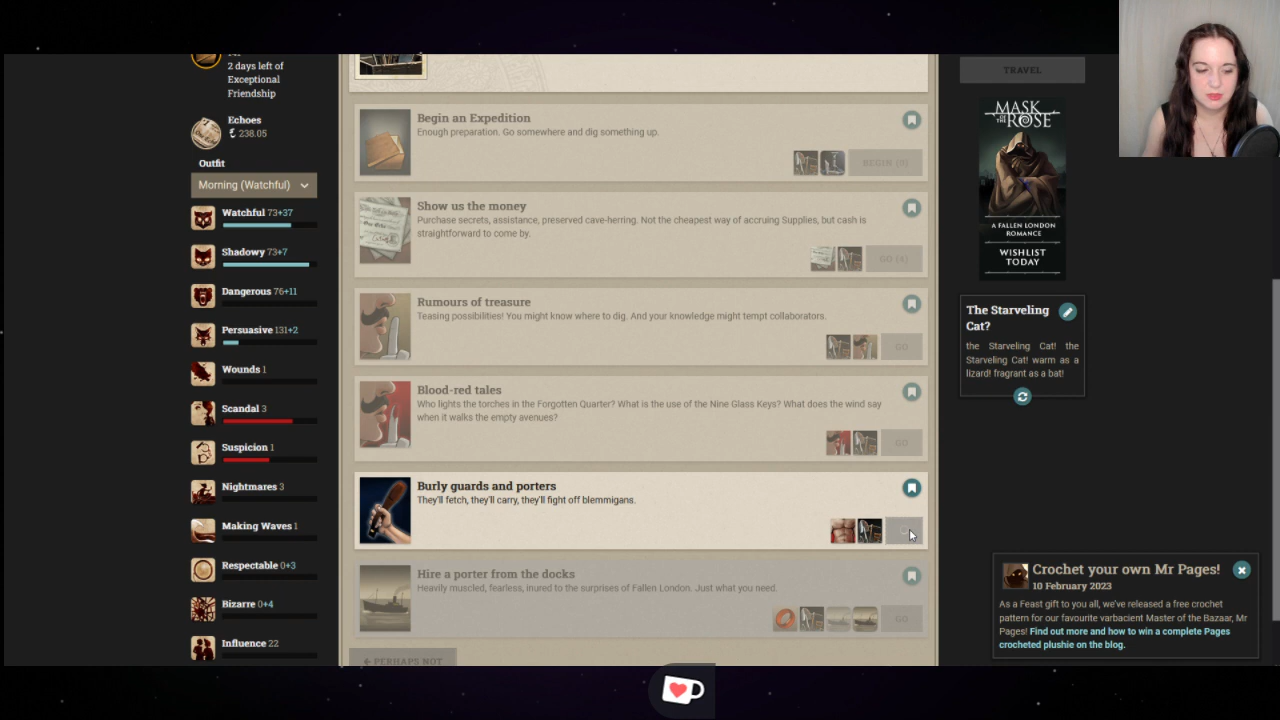 2 days left of
Exceptional
Friendship
Echoes
238.05
Outfit
Morning (Watchful)
Watchful 73+37
Shadowy 73+7
Dangerous 76+11
Persuasive 131+2
Wounds 1
Scandal 3
Suspicion 1
Nightmares 3
Making Waves 1
Respectable 0+3
Bizarre 0+4
Influence 22
Begin an Expedition
Enough preparation. Go somewhere and dig something up.
BEGIN (0)
Show us the money
Purchase secrets, assistance, preserved cave-herring. Not the cheapest way of accruing Supplies, but cash is
straightforward to come by.
Rumours of treasure
Teasing possibilities! You might know where to dig. And your knowledge might tempt collaborators.
GO
Blood-red tales
Who lights the torches in the Forgotten Quarter? What is the use of the Nine Glass Keys? What does the wind say
when it walks the empty avenues?
GO
Burly guards and porters
They'll fetch, they'll carry, they'll fight off blemmigans.
Hire a porter from the docks
Heavily muscled, fearless, inured to the surprises of Fallen London. Just what you need.
GO
PERHAPS NOT
TRAVEL
MASK
OF THE ROSE
A FALLEN LONDON
ROMANCE
WISHLIST
TODAY
The Starveling
Cat?
the Starveling Cat! the
Starveling Cat! warm as a
lizard! fragrant as a bat!
Crochet your own Mr Pages!
10 February 2023
As a Feast gift to you all, we've released a free crochet
pattern for our favourite varbacient Master of the Bazaar, Mr
Pages! Find out more and how to win a complete Pages
crocheted plushie on the blog.